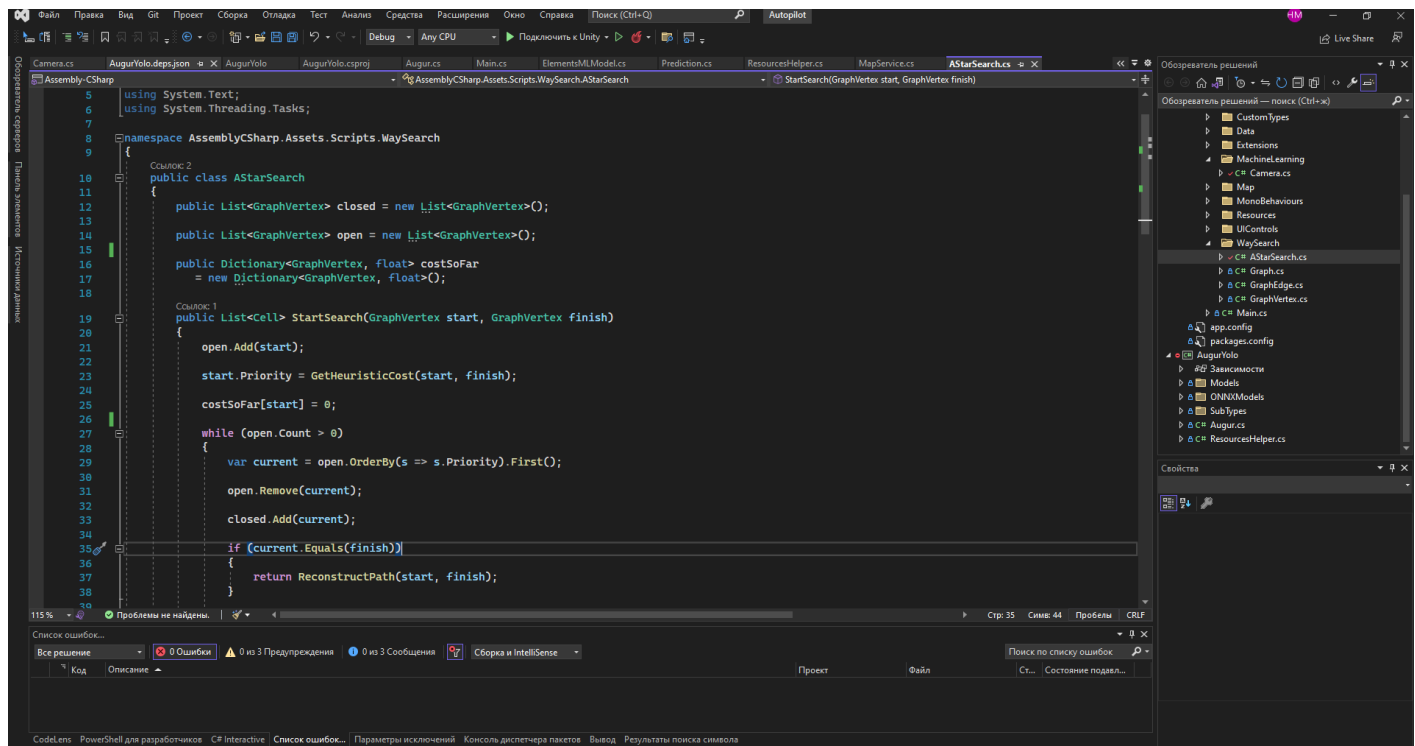 Файл Правка Вид Git Проект Сборка Отладка Тест Анализ Средства Расширения Окно Справка Поиск (Ctrl+Q) Autopilot HM
Debug Any CPU Подключить к Unity Live Share
Camera.cs AugurYolo.deps.json AugurYolo AugurYolo.csproj Augur.cs Main.cs ElementsMLModel.cs Prediction.cs ResourcesHelper.cs MapService.cs AStarSearch.cs
Assembly-CSharp AssemblyCSharp.Assets.Scripts.WaySearch.AStarSearch StartSearch(GraphVertex start, GraphVertex finish)
Обозреватель серверов
Панель элементов
Источники данных
5 using System.Text;
6 using System.Threading.Tasks;
7
8 namespace AssemblyCSharp.Assets.Scripts.WaySearch
9 {
Ссылок: 2
10 public class AStarSearch
11 {
12 public List<GraphVertex> closed = new List<GraphVertex>();
13
14 public List<GraphVertex> open = new List<GraphVertex>();
15
16 public Dictionary<GraphVertex, float> costSoFar
17 = new Dictionary<GraphVertex, float>();
18
Ссылок: 1
19 public List<Cell> StartSearch(GraphVertex start, GraphVertex finish)
20 {
21 open.Add(start);
22
23 start.Priority = GetHeuristicCost(start, finish);
24
25 costSoFar[start] = 0;
26
27 while (open.Count > 0)
28 {
29 var current = open.OrderBy(s => s.Priority).First();
30
31 open.Remove(current);
32
33 closed.Add(current);
34
35 if (current.Equals(finish))
36 {
37 return ReconstructPath(start, finish);
38 }
39
115 % Проблемы не найдены. Стр: 35 Симв: 44 Пробелы CRLF
Список ошибок...
Все решение 0 Ошибки 0 из 3 Предупреждения 0 из 3 Сообщения Сборка и IntelliSense Поиск по списку ошибок
Код Описание Проект Файл Ст... Состояние подавл...
CodeLens PowerShell для разработчиков C# Interactive Список ошибок... Параметры исключений Консоль диспетчера пакетов Вывод Результаты поиска символа
Обозреватель решений
Обозреватель решений — поиск (Ctrl+ж)
CustomTypes
Data
Extensions
MachineLearning
C# Camera.cs
Map
MonoBehaviours
Resources
UIControls
WaySearch
C# AStarSearch.cs
C# Graph.cs
C# GraphEdge.cs
C# GraphVertex.cs
C# Main.cs
app.config
packages.config
C# AugurYolo
Зависимости
Models
ONNXModels
SubTypes
C# Augur.cs
C# ResourcesHelper.cs
Свойства